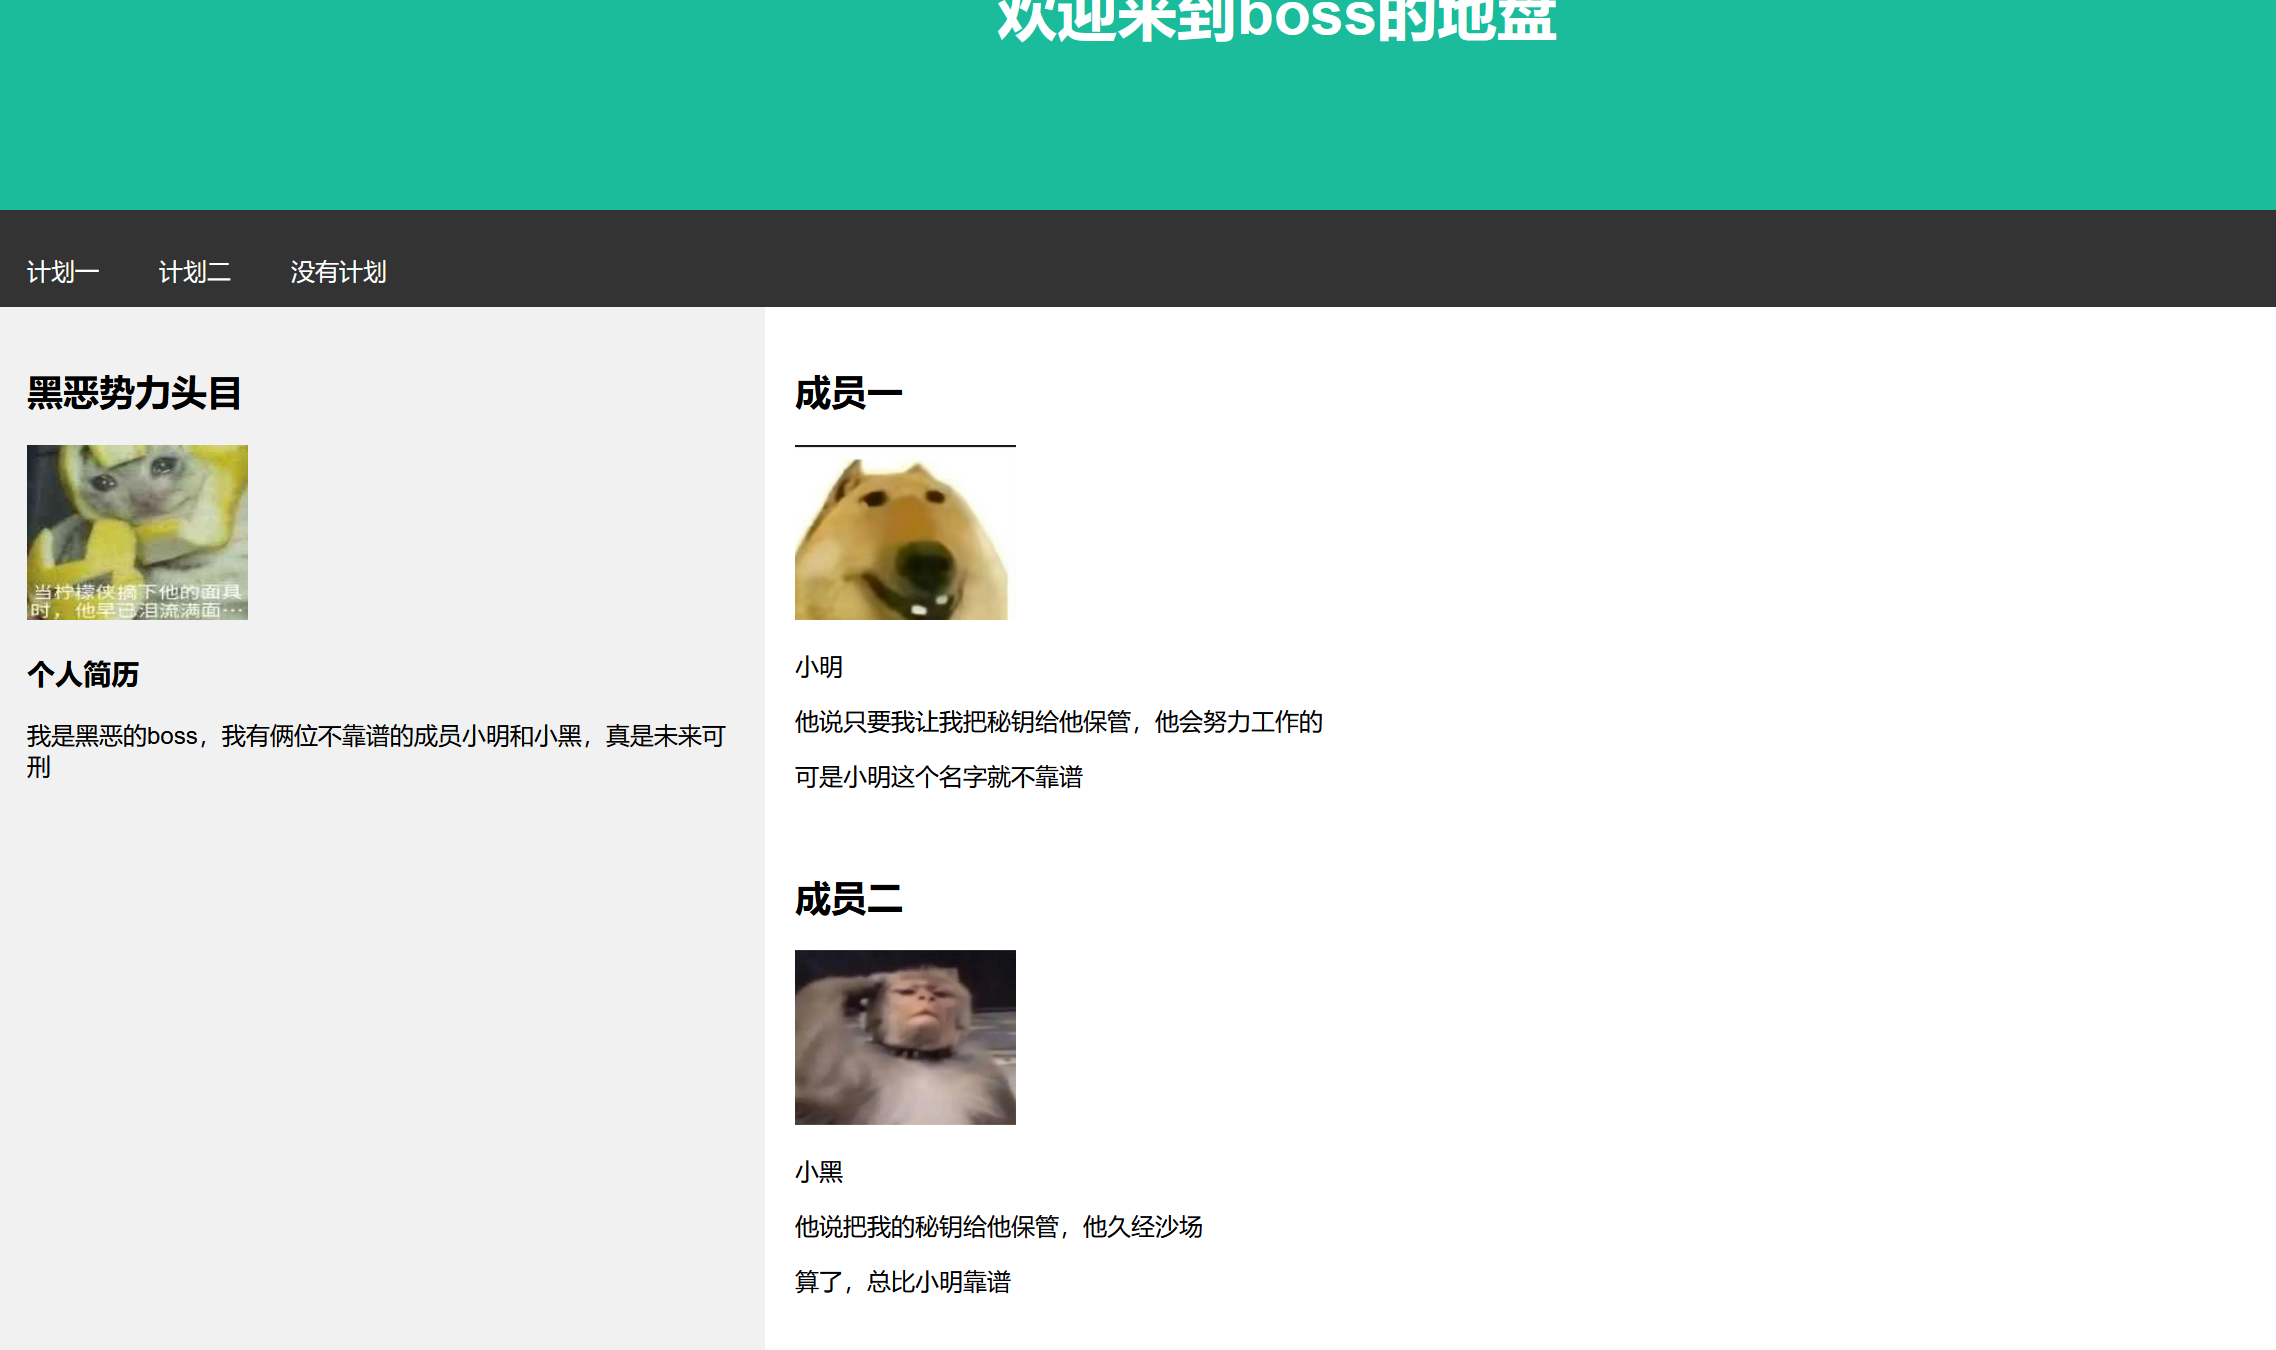 欢迎来到boss的地盘
计划一 计划二 没有计划
黑恶势力头目
当柠檬侠摘下他的面具
时，他早已泪流满面…
个人简历
我是黑恶的boss，我有俩位不靠谱的成员小明和小黑，真是未来可
刑
成员一
小明
他说只要我让我把秘钥给他保管，他会努力工作的
可是小明这个名字就不靠谱
成员二
小黑
他说把我的秘钥给他保管，他久经沙场
算了，总比小明靠谱